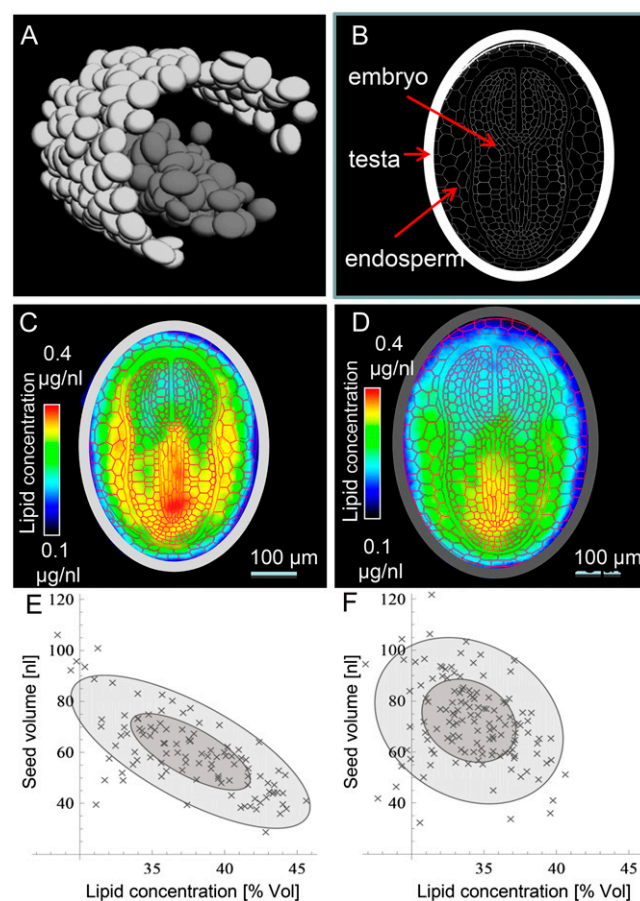 A
B
embryo
testa
endosperm
C
0.4
µg/nl
Lipid concentration
0.1
µg/nl
100 µm
D
0.4
µg/nl
Lipid concentration
0.1
µg/nl
100 µm
E
120
100
80
60
40
Seed volume [nl]
35 40 45
Lipid concentration [% Vol]
F
120
100
80
60
40
Seed volume [nl]
35 40 45
Lipid concentration [% Vol]